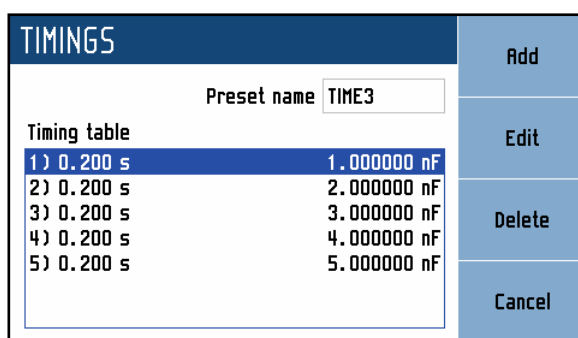 TIMINGS
Preset name TIME3
Timing table
1) 0.200 s 1.000000 nF
2) 0.200 s 2.000000 nF
3) 0.200 s 3.000000 nF
4) 0.200 s 4.000000 nF
5) 0.200 s 5.000000 nF
Add
Edit
Delete
Cancel